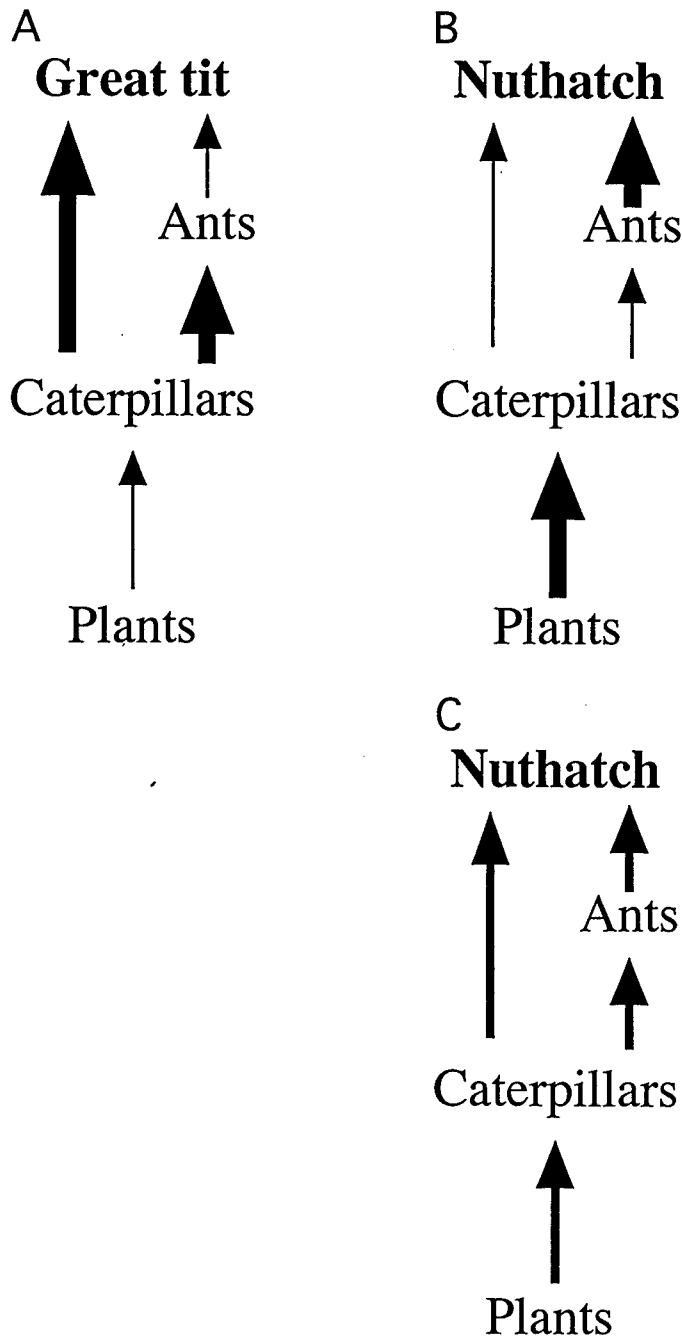 A
Great tit
Ants
Caterpillars
Plants
B
Nuthatch
Ants
Caterpillars
Plants
C
Nuthatch
Ants
Caterpillars
Plants